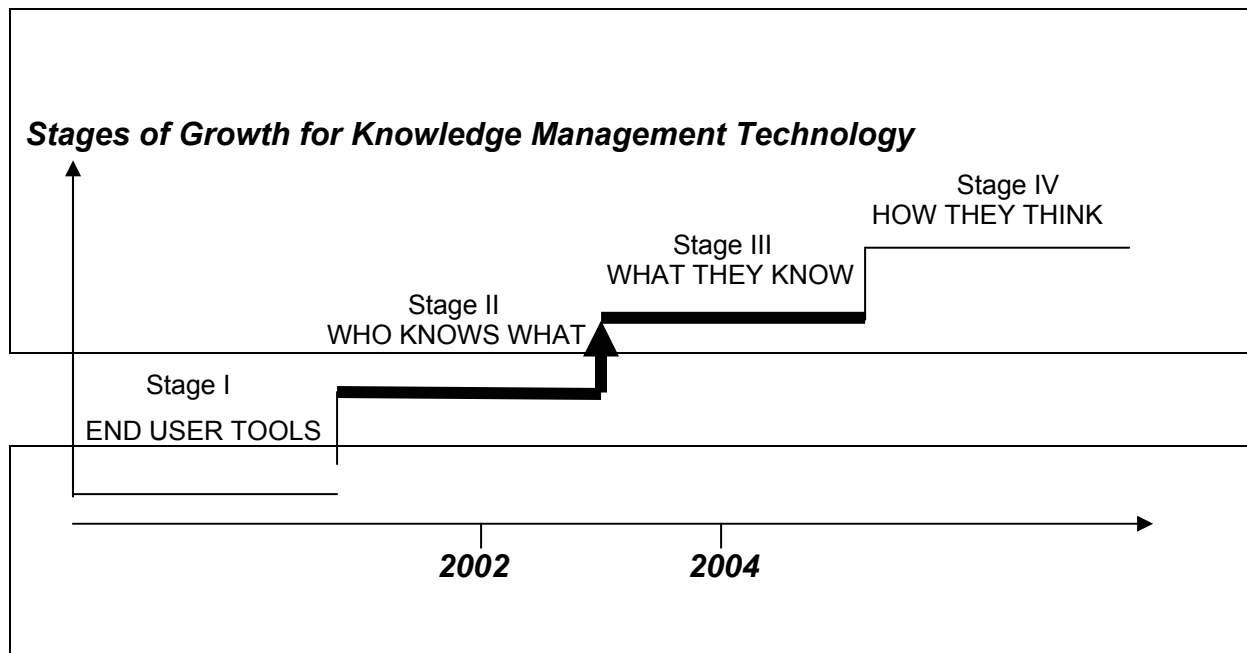 Stages of Growth for Knowledge Management Technology
Stage I
END USER TOOLS
Stage II
WHO KNOWS WHAT
Stage III
WHAT THEY KNOW
Stage IV
HOW THEY THINK
2002
2004